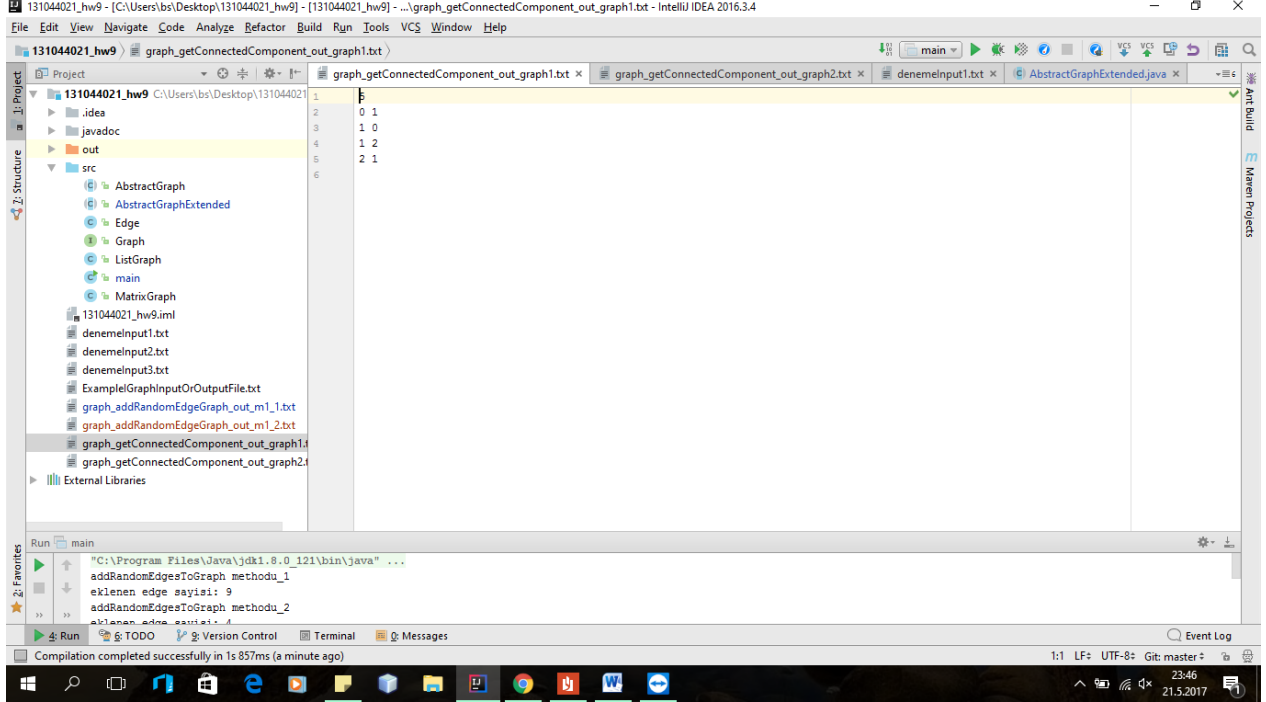 131044021_hw9 - [C:\Users\bs\Desktop\131044021_hw9] - [131044021_hw9] - ...\graph_getConnectedComponent_out_graph1.txt - IntelliJ IDEA 2016.3.4
File Edit View Navigate Code Analyze Refactor Build Run Tools VCS Window Help
131044021_hw9 graph_getConnectedComponent_out_graph1.txt main
Project
graph_getConnectedComponent_out_graph1.txt graph_getConnectedComponent_out_graph2.txt denemeInput1.txt AbstractGraphExtended.java
1: Project
Z: Structure
2: Favorites
131044021_hw9 C:\Users\bs\Desktop\131044021
.idea
javadoc
out
src
AbstractGraph
AbstractGraphExtended
Edge
Graph
ListGraph
main
MatrixGraph
131044021_hw9.iml
denemeInput1.txt
denemeInput2.txt
denemeInput3.txt
ExampleIGraphInputOrOutputFile.txt
graph_addRandomEdgeGraph_out_m1_1.txt
graph_addRandomEdgeGraph_out_m1_2.txt
graph_getConnectedComponent_out_graph1.t
graph_getConnectedComponent_out_graph2.t
External Libraries
1
2 0 1
3 1 0
4 1 2
5 2 1
6
Ant Build
Maven Projects
Run main
"C:\Program Files\Java\jdk1.8.0_121\bin\java" ...
addRandomEdgesToGraph methodu_1
eklenen edge sayisi: 9
addRandomEdgesToGraph methodu_2
eklenen edge sayisi: 4
4: Run 6: TODO 9: Version Control Terminal 0: Messages Event Log
Compilation completed successfully in 1s 857ms (a minute ago) 1:1 LF UTF-8 Git: master
23:46
21.5.2017